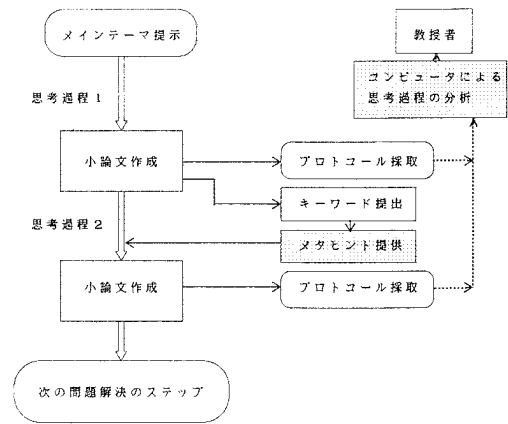 メインテーマ提示
教授者
コンピュータによる
思考過程の分析
思考過程1
小論文作成
プロトコール採取
キーワード提出
思考過程2
メタヒント提供
小論文作成
プロトコール採取
次の問題解決のステップ